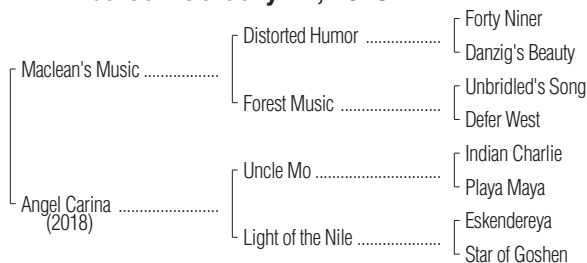 Forty Niner
Distorted Humor ....................
Danzig's Beauty
Maclean's Music ....................
Unbridled's Song
Forest Music ...........................
Defer West
Indian Charlie
Uncle Mo .................................
Playa Maya
Angel Carina ...........................
(2018)
Eskendereya
Light of the Nile ......................
Star of Goshen